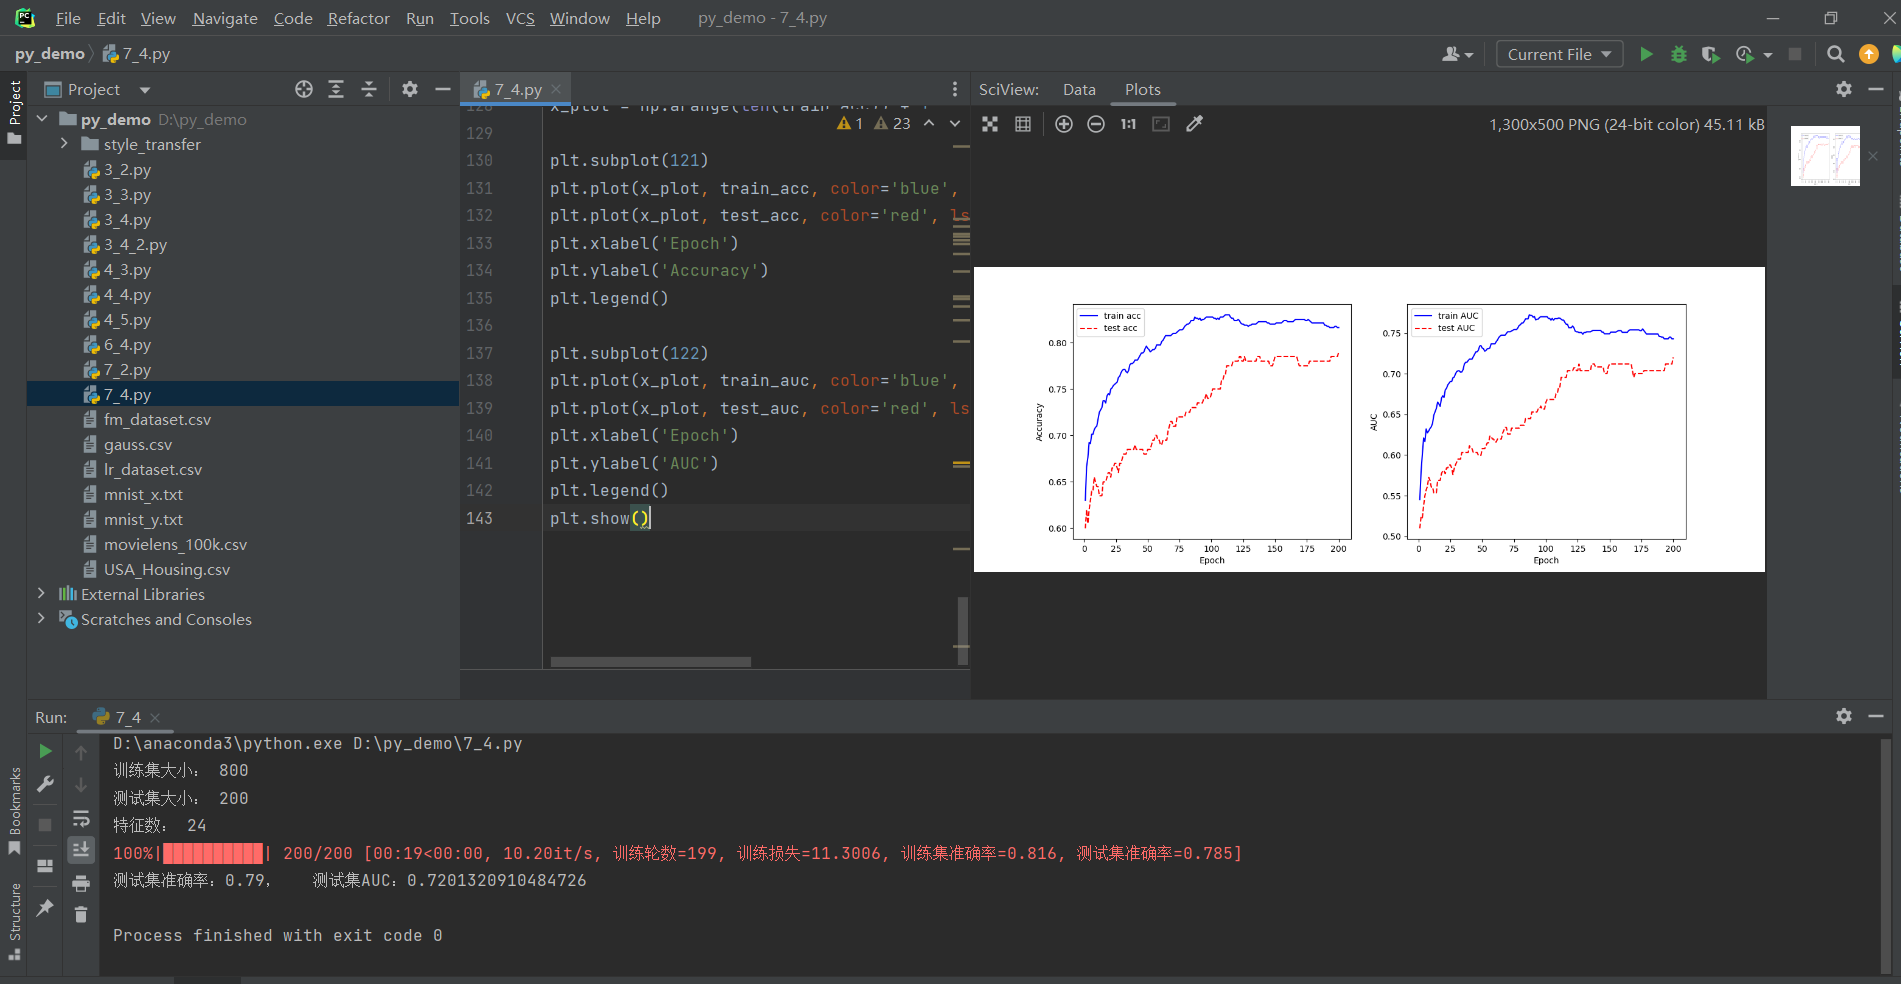 File Edit View Navigate Code Refactor Run Tools VCS Window Help py_demo - 7_4.py
py_demo 7_4.py
Current File
Project
Project
py_demo D:\py_demo
style_transfer
3_2.py
3_3.py
3_4.py
3_4_2.py
4_3.py
4_4.py
4_5.py
6_4.py
7_2.py
7_4.py
fm_dataset.csv
gauss.csv
lr_dataset.csv
mnist_x.txt
mnist_y.txt
movielens_100k.csv
USA_Housing.csv
External Libraries
Scratches and Consoles
7_4.py
1 23
129
130 plt.subplot(121)
131 plt.plot(x_plot, train_acc, color='blue',
132 plt.plot(x_plot, test_acc, color='red', ls
133 plt.xlabel('Epoch')
134 plt.ylabel('Accuracy')
135 plt.legend()
136
137 plt.subplot(122)
138 plt.plot(x_plot, train_auc, color='blue',
139 plt.plot(x_plot, test_auc, color='red', ls
140 plt.xlabel('Epoch')
141 plt.ylabel('AUC')
142 plt.legend()
143 plt.show()
SciView: Data Plots
1:1
1,300x500 PNG (24-bit color) 45.11 kB
train acc
test acc
0.80
0.75
0.70
0.65
0.60
Accuracy
0 25 50 75 100 125 150 175 200
Epoch
train AUC
test AUC
0.75
0.70
0.65
0.60
0.55
0.50
AUC
0 25 50 75 100 125 150 175 200
Epoch
Run: 7_4
D:\anaconda3\python.exe D:\py_demo\7_4.py
训练集大小： 800
测试集大小： 200
特征数： 24
100%|██████████| 200/200 [00:19<00:00, 10.20it/s, 训练轮数=199, 训练损失=11.3006, 训练集准确率=0.816, 测试集准确率=0.785]
测试集准确率：0.79， 测试集AUC：0.7201320910484726
Process finished with exit code 0
Bookmarks
Structure